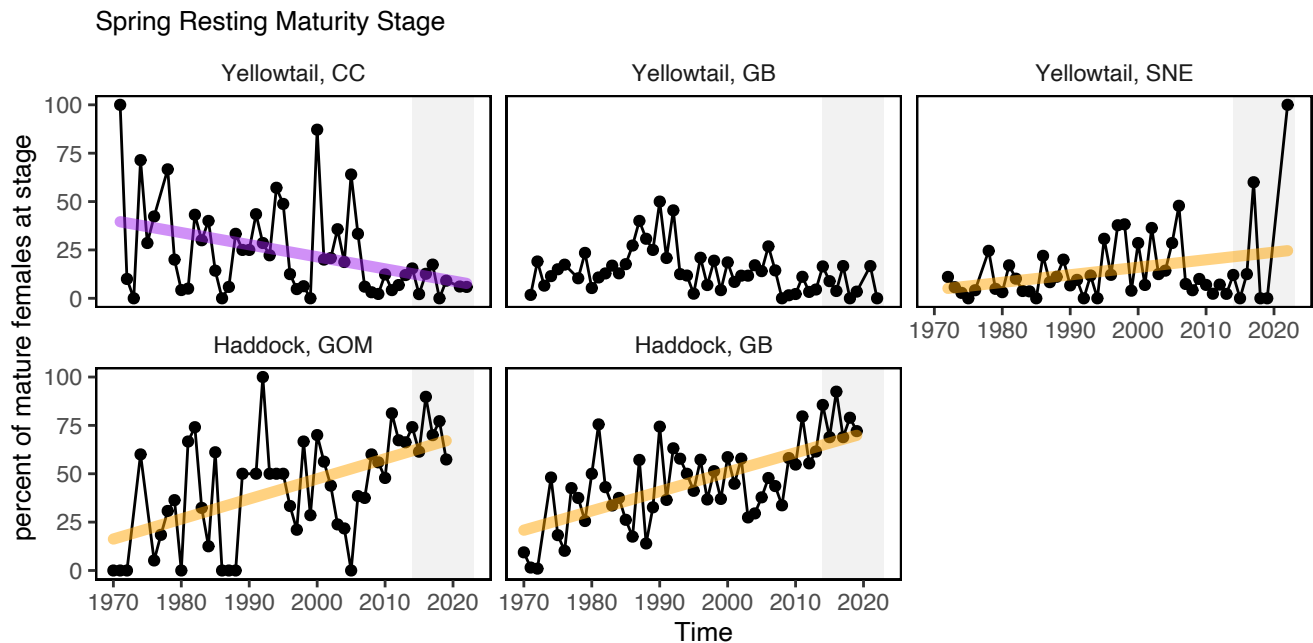 Spring Resting Maturity Stage
Yellowtail, CC
Yellowtail, GB
Yellowtail, SNE
percent of mature females at stage
100
75
50
25
0
1970 1980 1990 2000 2010 2020
Haddock, GOM
Haddock, GB
100
75
50
25
0
1970 1980 1990 2000 2010 2020
1970 1980 1990 2000 2010 2020
Time